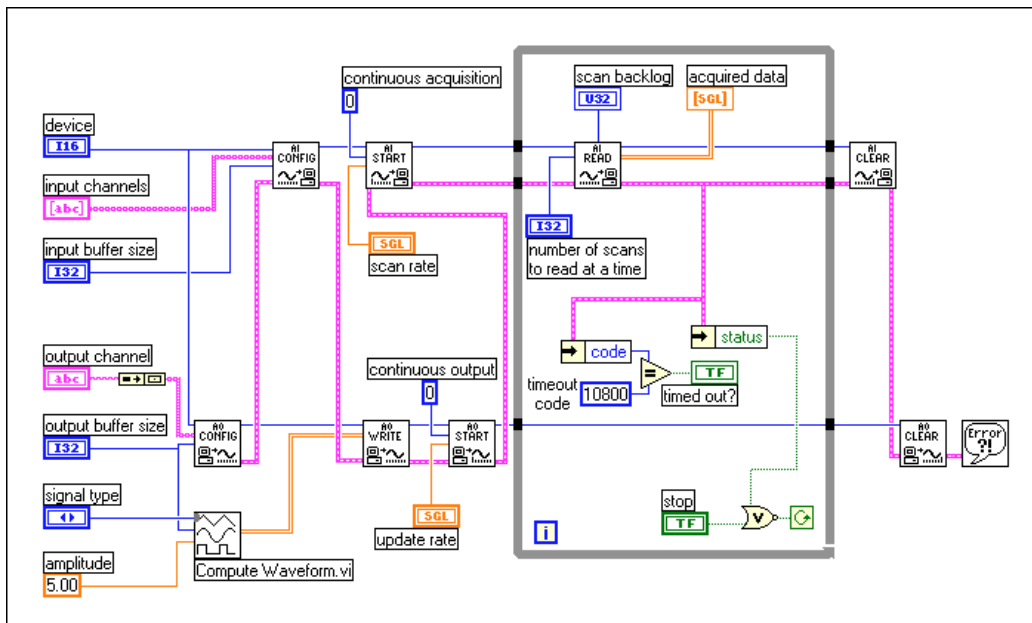 continuous acquisition
0
scan backlog
U32
acquired data
[SGL]
device
I16
AI
CONFIG
AI
START
AI
READ
AI
CLEAR
input channels
[abc]
input buffer size
I32
SGL
scan rate
I32
number of scans
to read at a time
output channel
abc
continuous output
0
code
status
timeout
code
10800
=
TF
timed out?
output buffer size
I32
AO
CONFIG
AO
WRITE
AO
START
AO
CLEAR
Error
?!
signal type
SGL
update rate
stop
TF
V
i
amplitude
5.00
Compute Waveform.vi